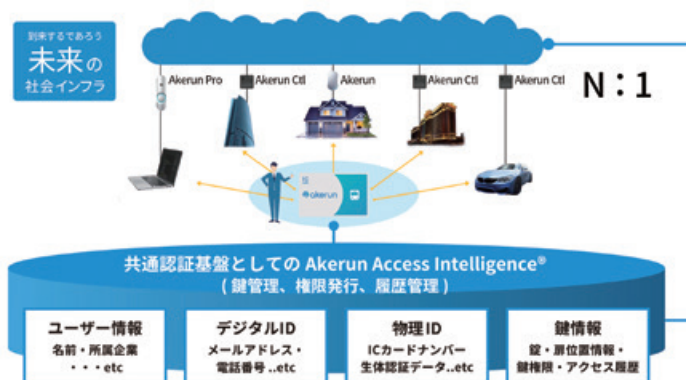 到来するであろう
未来の
社会インフラ
Akerun Pro
Akerun Ctl
Akerun
Akerun Ctl
Akerun Ctl
N：1
akerun
共通認証基盤としての Akerun Access Intelligence®
( 鍵管理、権限発行、履歴管理 )
ユーザー情報
名前・所属企業
・・・etc
デジタルID
メールアドレス・
電話番号 ..etc
物理ID
ICカードナンバー
生体認証データ..etc
鍵情報
錠・扉位置情報・
鍵権限・アクセス履歴